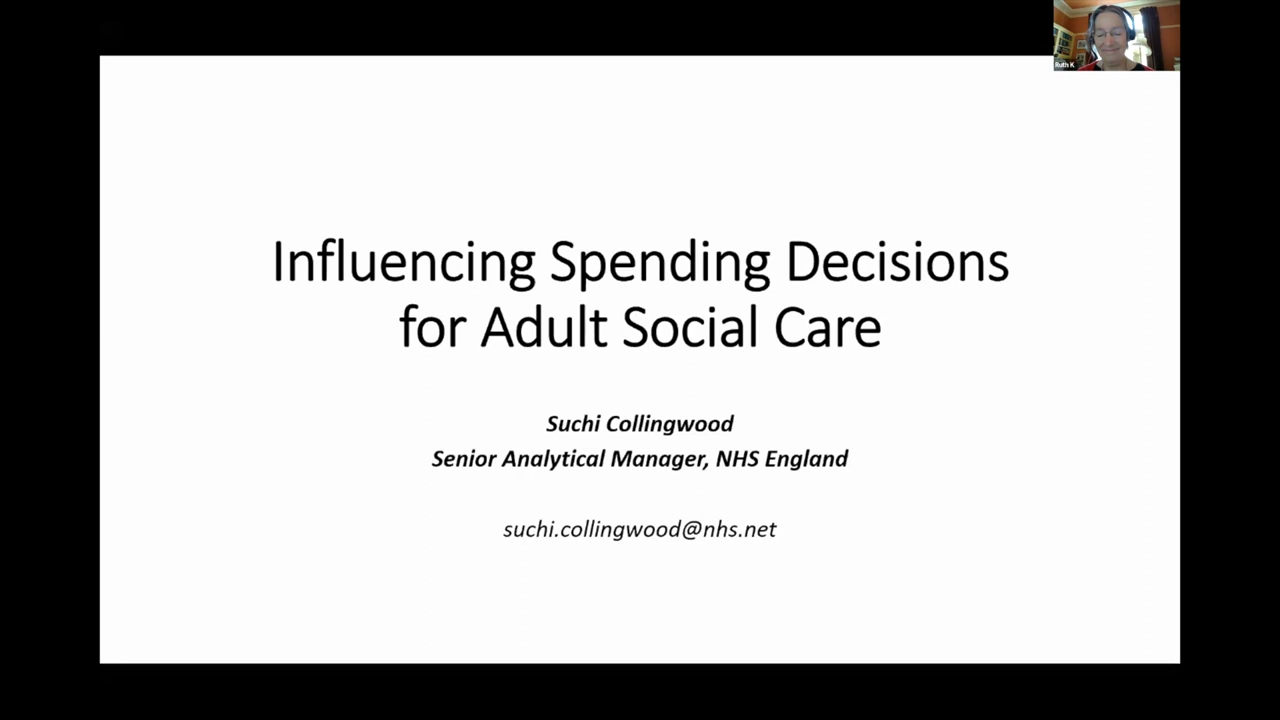 Ruth K
Influencing Spending Decisions
for Adult Social Care
Suchi Collingwood
Senior Analytical Manager, NHS England
suchi.collingwood@nhs.net